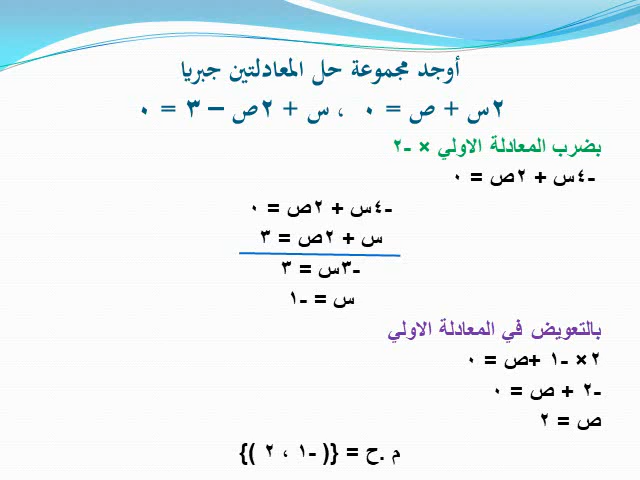 أوجد مجموعة حل المعادلتين جبريا
٢س + ص = ٠ ، س + ٢ص – ٣ = ٠
بضرب المعادلة الاولي × -٢
-٤س + ٢ص = ٠
-٤س + ٢ص = ٠
س + ٢ص = ٣
-٣س = ٣
س = -١
بالتعويض في المعادلة الاولي
٢× -١ +ص = ٠
-٢ + ص = ٠
ص = ٢
م .ح = {( -١ ، ٢ )}